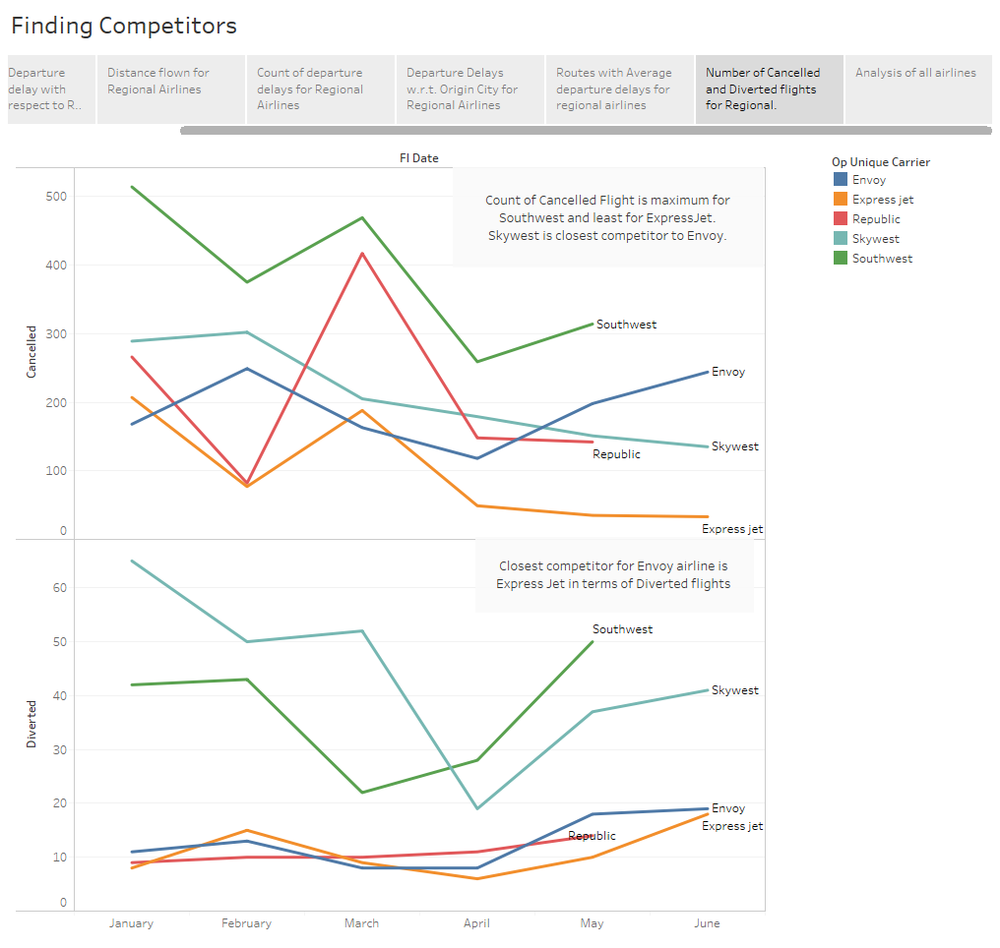 Finding Competitors
Departure
delay with
respect to R..
Distance flown for
Regional Airlines
Count of departure
delays for Regional
Airlines
Departure Delays
w.r.t. Origin City for
Regional Airlines
Routes with Average
departure delays for
regional airlines
Number of Cancelled
and Diverted flights
for Regional.
Analysis of all airlines
Fl Date
Op Unique Carrier
Envoy
Express jet
Republic
Skywest
Southwest
Count of Cancelled Flight is maximum for
Southwest and least for ExpressJet.
Skywest is closest competitor to Envoy.
Cancelled
500
400
300
200
100
0
Southwest
Envoy
Skywest
Republic
Express jet
Closest competitor for Envoy airline is
Express Jet in terms of Diverted flights
Diverted
60
50
40
30
20
10
0
Southwest
Skywest
Envoy
Express jet
Republic
January
February
March
April
May
June